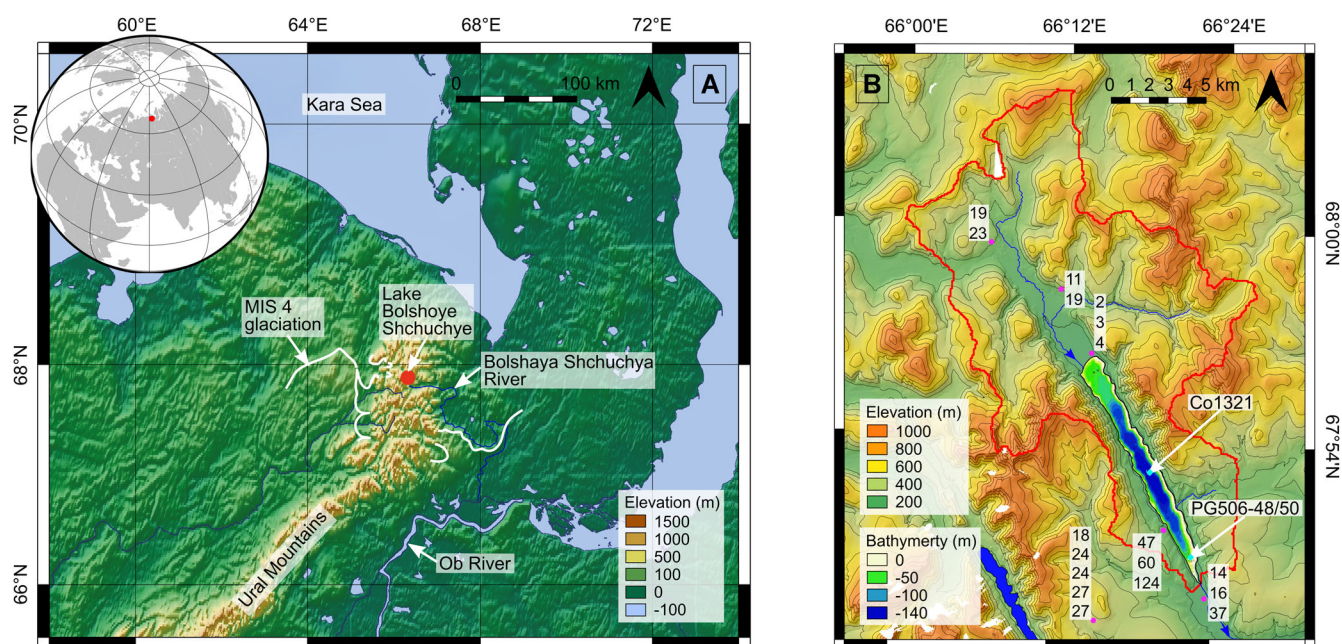 60°E
64°E
68°E
72°E
70°N
68°N
66°N
0
100 km
A
Kara Sea
MIS 4
glaciation
Lake
Bolshoye
Shchuchye
Bolshaya Shchuchya
River
Ural Mountains
Ob River
Elevation (m)
1500
1000
500
100
0
-100
66°00'E
66°12'E
66°24'E
68°00'N
67°54'N
B
0 1 2 3 4 5 km
19
23
11
19
2
3
4
Co1321
PG506-48/50
47
60
124
18
24
24
27
27
14
16
37
Elevation (m)
1000
800
600
400
200
Bathymerty (m)
0
-50
-100
-140